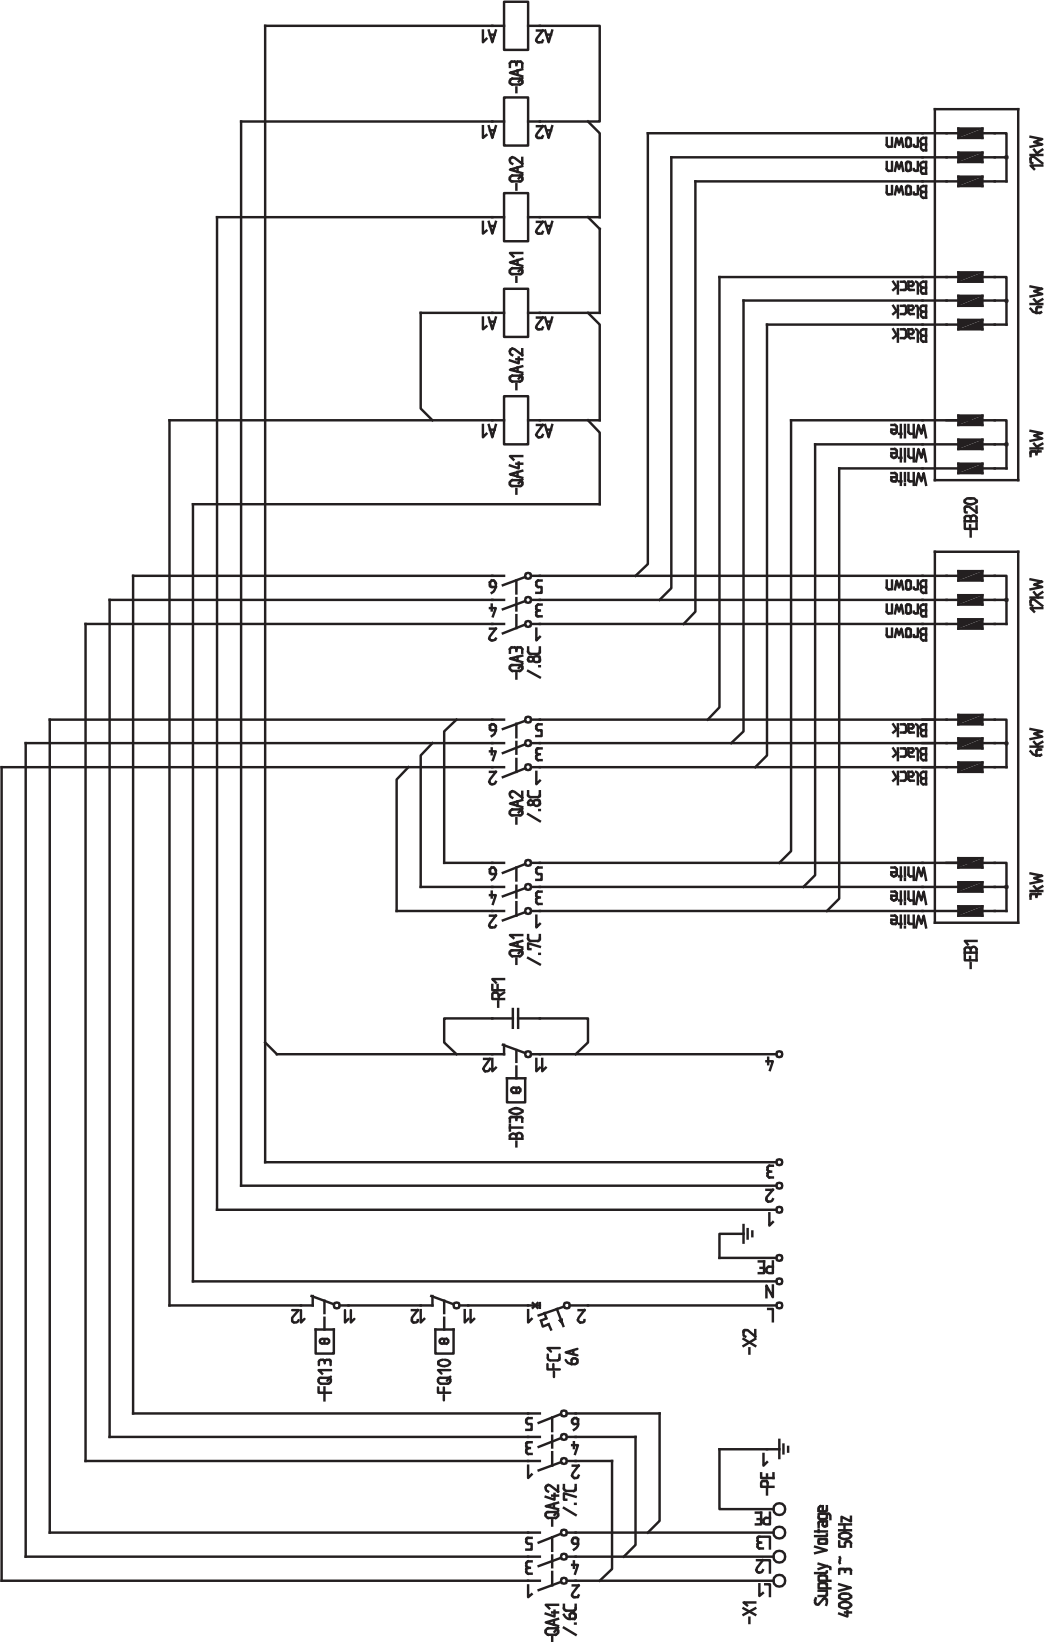 A1
A2
-QA3
A1
A2
-QA2
A1
A2
-QA1
A1
A2
-QA42
A1
A2
-QA41
Brown
Brown
Brown
12kW
Black
Black
Black
6kW
White
White
White
7kW
-EB20
6 5
4 3
2 1
-QA3
/.8C
Brown
Brown
Brown
12kW
6 5
4 3
2 1
-QA2
/.8C
Black
Black
Black
6kW
6 5
4 3
2 1
-QA1
/.7C
White
White
White
7kW
-EB1
-RF1
12 11
θ
-BT30
4
3
2
1
PE
N
L
-X2
12 11
θ
-FQ13
12 11
θ
-FQ10
1 2
-FC1
6A
5 6
3 4
1 2
-QA42
/.7C
5 6
3 4
1 2
-QA41
/.6C
1
-PE
PE
L3
L2
L1
-X1
Supply Voltage
400V 3~ 50Hz